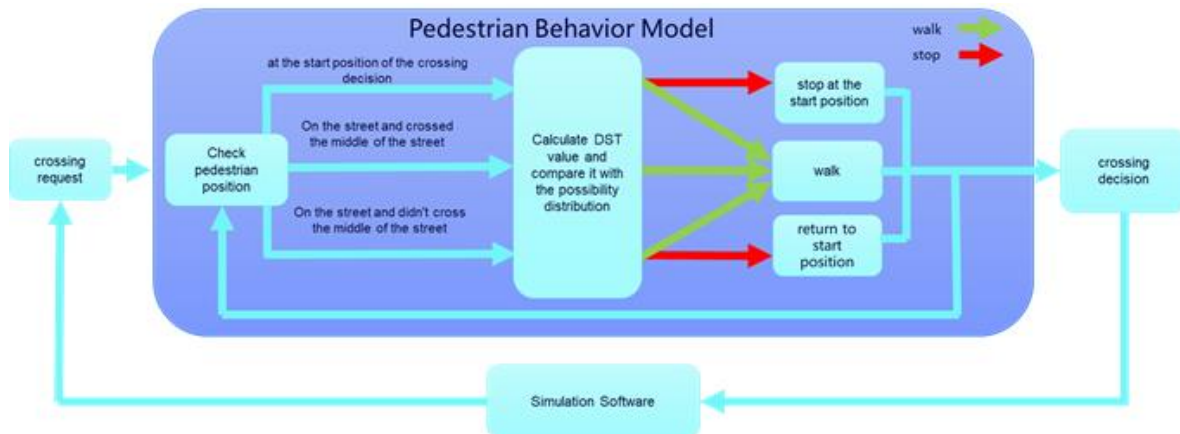 Pedestrian Behavior Model
walk
stop
at the start position of the crossing
decision
On the street and crossed
the middle of the street
On the street and didn't cross
the middle of the street
crossing
request
Check
pedestrian
position
Calculate DST
value and
compare it with
the possibility
distribution
stop at the
start position
walk
return to
start
position
crossing
decision
Simulation Software